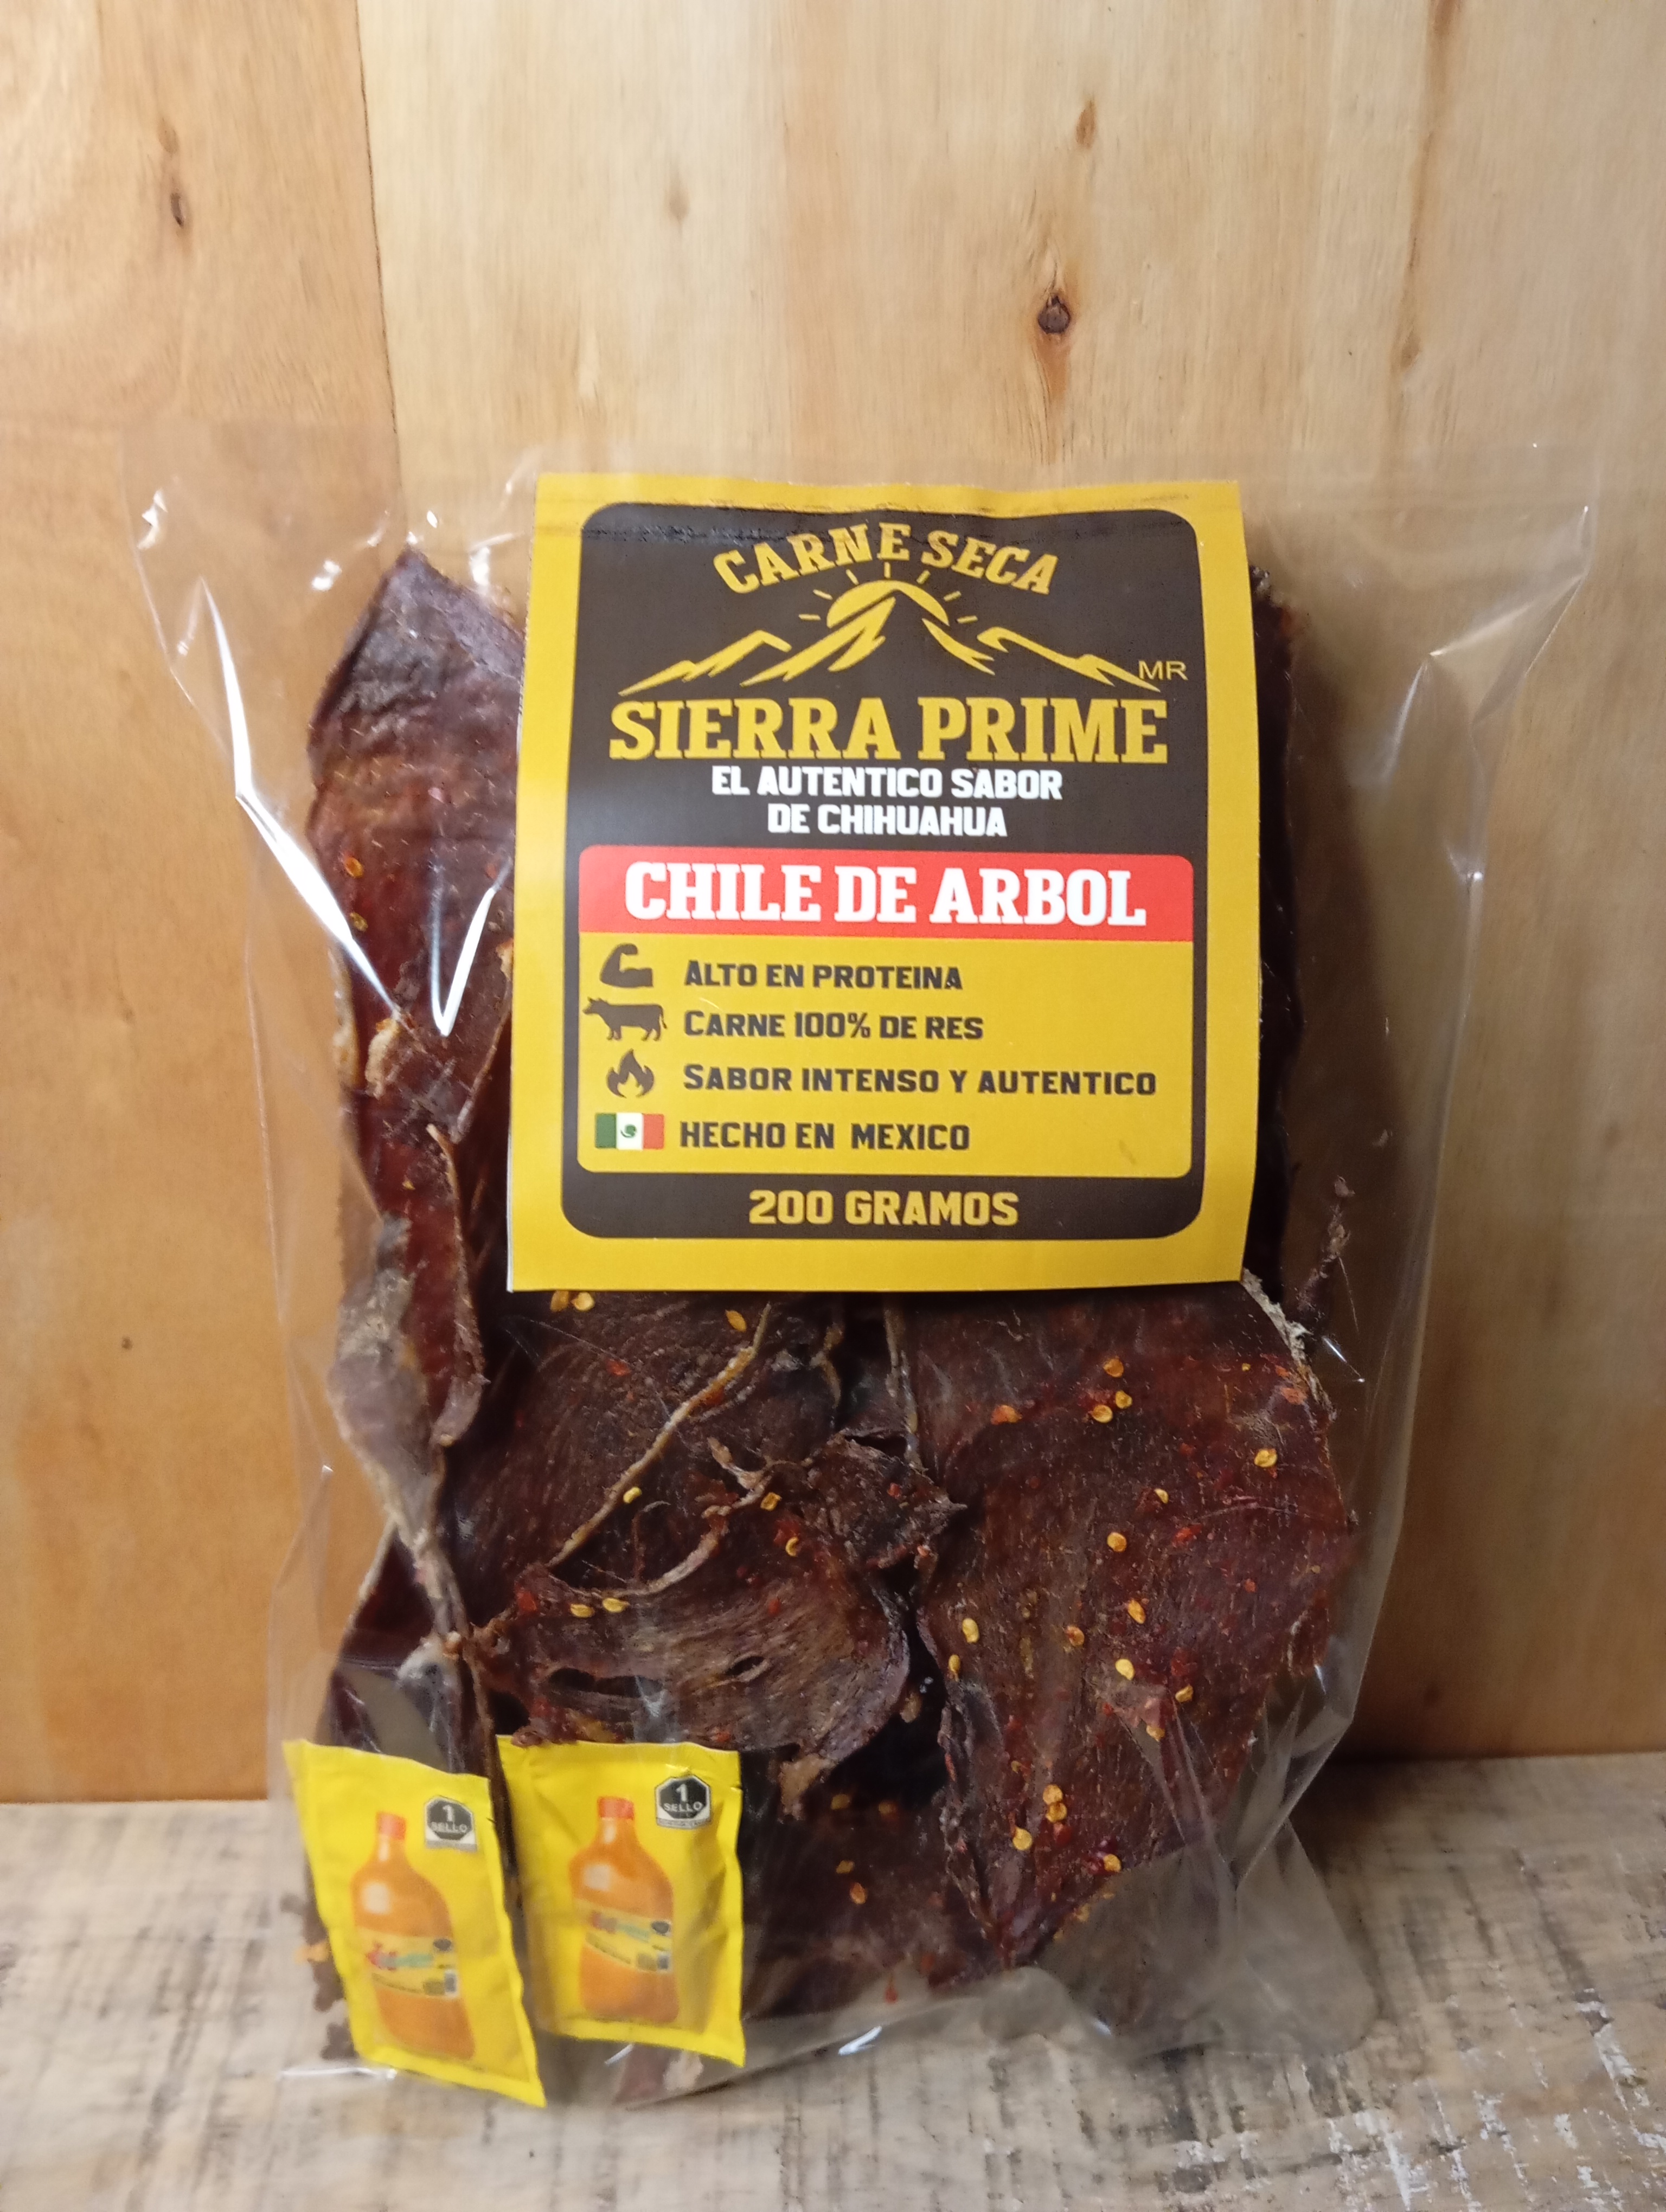 CARNE SECA
MR
SIERRA PRIME
EL AUTENTICO SABOR
DE CHIHUAHUA
CHILE DE ARBOL
ALTO EN PROTEINA
CARNE 100% DE RES
SABOR INTENSO Y AUTENTICO
HECHO EN MEXICO
200 GRAMOS
1
SELLO
1
SELLO